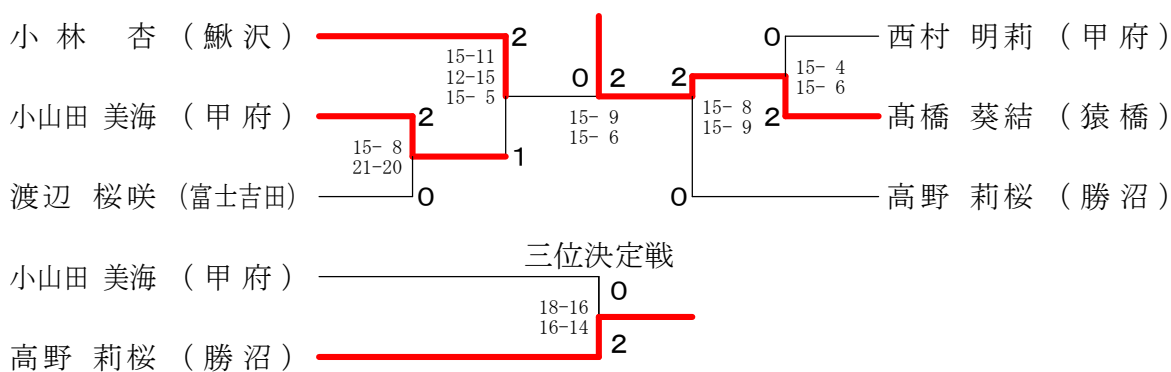 小林 杏 (鰍沢)
2
15-11
12-15
15- 5
小山田 美海 (甲府)
2
15- 8
21-20
1
渡辺 桜咲 (富士吉田)
0
0 2
15- 9
15- 6
2
15- 8
15- 9
0
0
西村 明莉 (甲府)
15- 4
15- 6
2
髙橋 葵結 (猿橋)
高野 莉桜 (勝沼)
三位決定戦
小山田 美海 (甲府)
0
18-16
16-14
2
高野 莉桜 (勝沼)